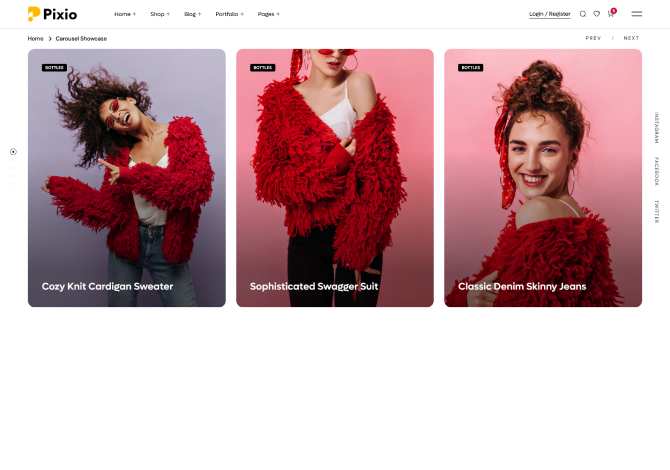 Pixio
Home + Shop + Blog + Portfolio + Pages +
Login / Register
5
Home > Carousel Showcase
PREV / NEXT
BOTTLES
Cozy Knit Cardigan Sweater
BOTTLES
Sophisticated Swagger Suit
BOTTLES
Classic Denim Skinny Jeans
INSTAGRAM
FACEBOOK
TWITTER